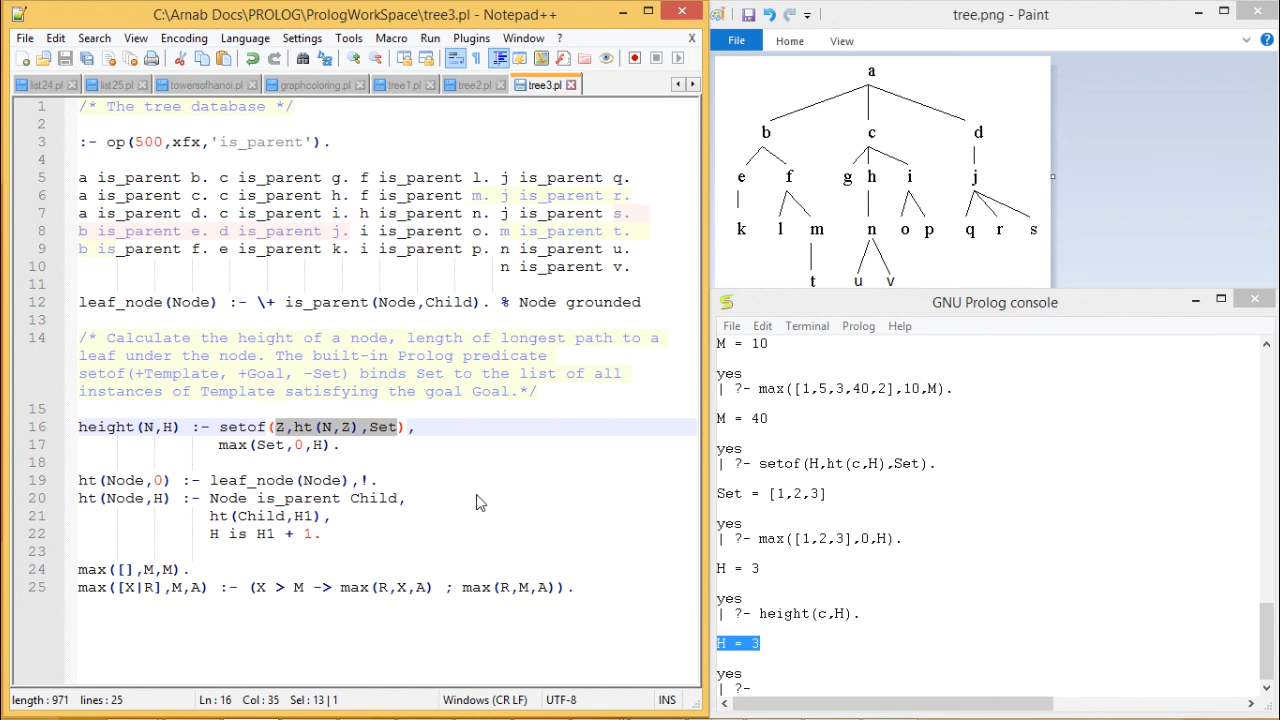 C:\Arnab Docs\PROLOG\PrologWorkSpace\tree3.pl - Notepad++
File Edit Search View Encoding Language Settings Tools Macro Run Plugins Window ? X
list24.pl list25.pl towersofhanoi.pl graphcoloring.pl tree1.pl tree2.pl tree3.pl
1 /* The tree database */
2
3 :- op(500,xfx,'is_parent').
4
5 a is_parent b. c is_parent g. f is_parent l. j is_parent q.
6 a is_parent c. c is_parent h. f is_parent m. j is_parent r.
7 a is_parent d. c is_parent i. h is_parent n. j is_parent s.
8 b is_parent e. d is_parent j. i is_parent o. m is_parent t.
9 b is_parent f. e is_parent k. i is_parent p. n is_parent u.
10 n is_parent v.
11
12 leaf_node(Node) :- \+ is_parent(Node,Child). % Node grounded
13
14 /* Calculate the height of a node, length of longest path to a
leaf under the node. The built-in Prolog predicate
setof(+Template, +Goal, -Set) binds Set to the list of all
instances of Template satisfying the goal Goal.*/
15
16 height(N,H) :- setof(Z,ht(N,Z),Set),
17 max(Set,0,H).
18
19 ht(Node,0) :- leaf_node(Node),!.
20 ht(Node,H) :- Node is_parent Child,
21 ht(Child,H1),
22 H is H1 + 1.
23
24 max([],M,M).
25 max([X|R],M,A) :- (X > M -> max(R,X,A) ; max(R,M,A)).
length : 971 lines : 25 Ln : 16 Col : 35 Sel : 13 | 1 Windows (CR LF) UTF-8 INS
tree.png - Paint
File Home View
a
b c d
e f g h i j
k l m n o p q r s
t u v
GNU Prolog console
File Edit Terminal Prolog Help
M = 10
yes
| ?- max([1,5,3,40,2],10,M).
M = 40
yes
| ?- setof(H,ht(c,H),Set).
Set = [1,2,3]
yes
| ?- max([1,2,3],0,H).
H = 3
yes
| ?- height(c,H).
H = 3
yes
| ?-